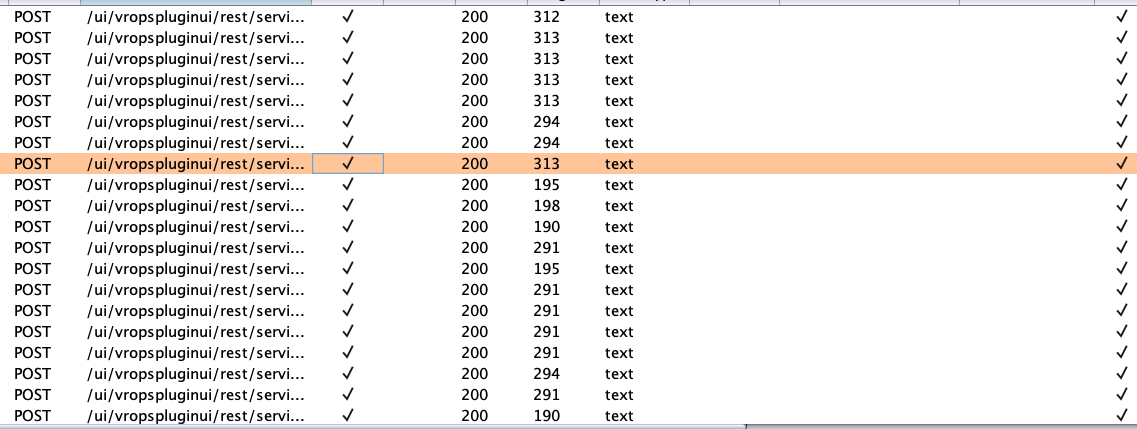 POST /ui/vropspluginui/rest/servi... ✓ 200 312 text ✓
POST /ui/vropspluginui/rest/servi... ✓ 200 313 text ✓
POST /ui/vropspluginui/rest/servi... ✓ 200 313 text ✓
POST /ui/vropspluginui/rest/servi... ✓ 200 313 text ✓
POST /ui/vropspluginui/rest/servi... ✓ 200 313 text ✓
POST /ui/vropspluginui/rest/servi... ✓ 200 294 text ✓
POST /ui/vropspluginui/rest/servi... ✓ 200 294 text ✓
POST /ui/vropspluginui/rest/servi... ✓ 200 313 text ✓
POST /ui/vropspluginui/rest/servi... ✓ 200 195 text ✓
POST /ui/vropspluginui/rest/servi... ✓ 200 198 text ✓
POST /ui/vropspluginui/rest/servi... ✓ 200 190 text ✓
POST /ui/vropspluginui/rest/servi... ✓ 200 291 text ✓
POST /ui/vropspluginui/rest/servi... ✓ 200 195 text ✓
POST /ui/vropspluginui/rest/servi... ✓ 200 291 text ✓
POST /ui/vropspluginui/rest/servi... ✓ 200 291 text ✓
POST /ui/vropspluginui/rest/servi... ✓ 200 291 text ✓
POST /ui/vropspluginui/rest/servi... ✓ 200 291 text ✓
POST /ui/vropspluginui/rest/servi... ✓ 200 294 text ✓
POST /ui/vropspluginui/rest/servi... ✓ 200 291 text ✓
POST /ui/vropspluginui/rest/servi... ✓ 200 190 text ✓